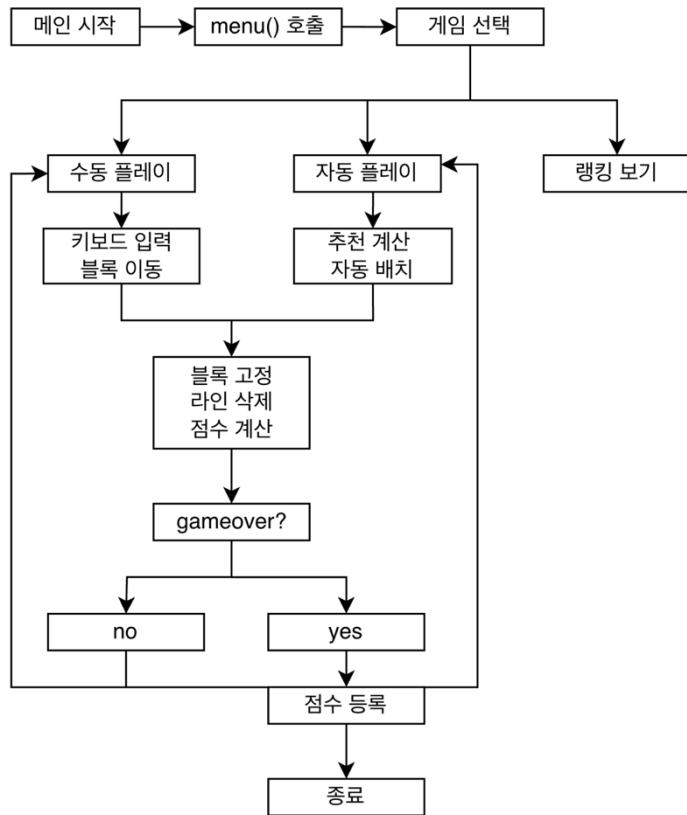 메인 시작
menu() 호출
게임 선택
수동 플레이
자동 플레이
랭킹 보기
키보드 입력
블록 이동
추천 계산
자동 배치
블록 고정
라인 삭제
점수 계산
gameover?
no
yes
점수 등록
종료